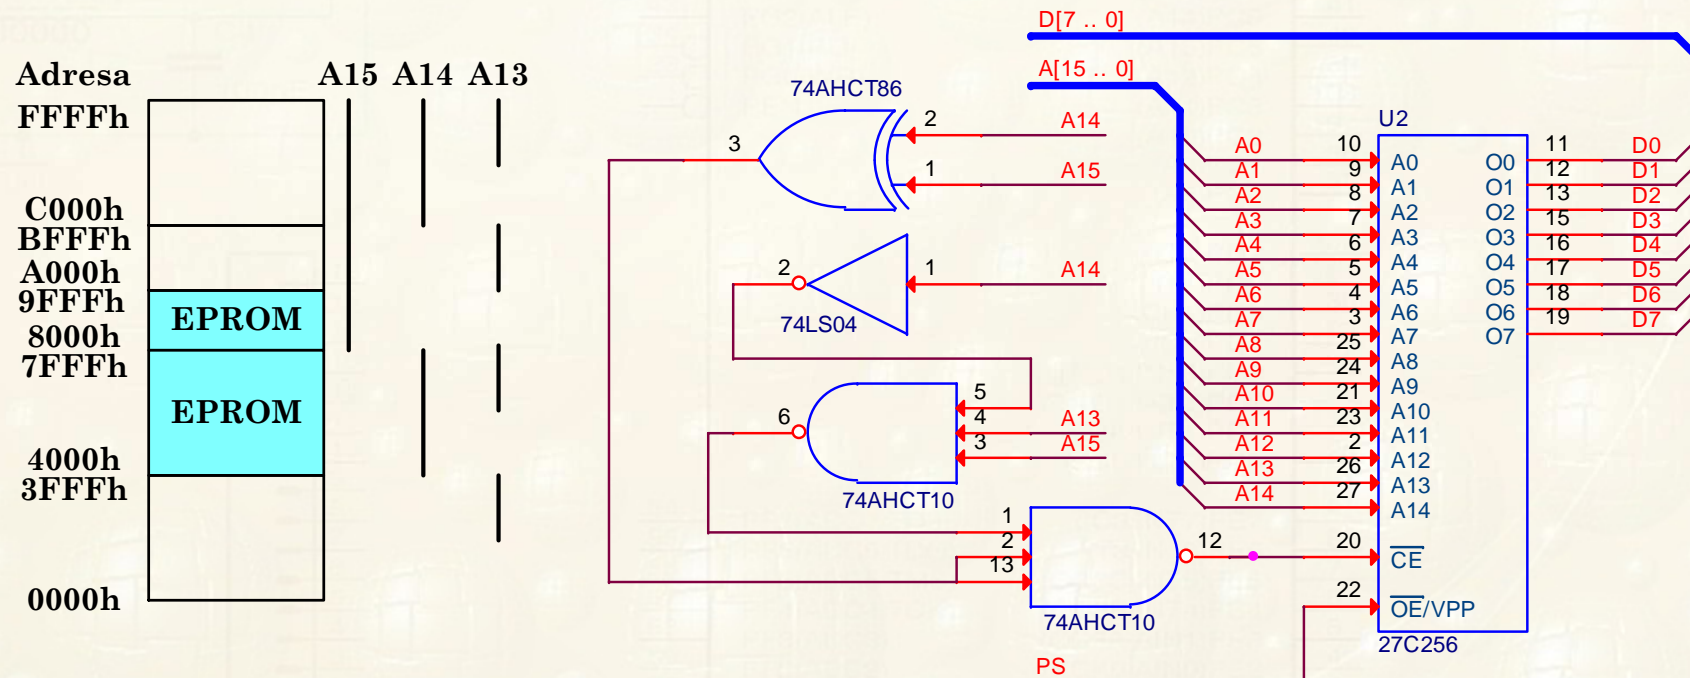 Adresa A15 A14 A13
FFFFh
C000h
BFFFh
A000h
9FFFh
EPROM
8000h
7FFFh
EPROM
4000h
3FFFh
0000h
D[7 .. 0]
A[15 .. 0]
74AHCT86
3
2 A14
1 A15
2
1 A14
74LS04
6
5
4 A13
3 A15
74AHCT10
1
2
13
12
74AHCT10
PS
U2
A0 10 A0 O0 11 D0
A1 9 A1 O1 12 D1
A2 8 A2 O2 13 D2
A3 7 A3 O3 15 D3
A4 6 A4 O4 16 D4
A5 5 A5 O5 17 D5
A6 4 A6 O6 18 D6
A7 3 A7 O7 19 D7
A8 25 A8
A9 24 A9
A10 21 A10
A11 23 A11
A12 2 A12
A13 26 A13
A14 27 A14
20 CE
22 OE/VPP
27C256